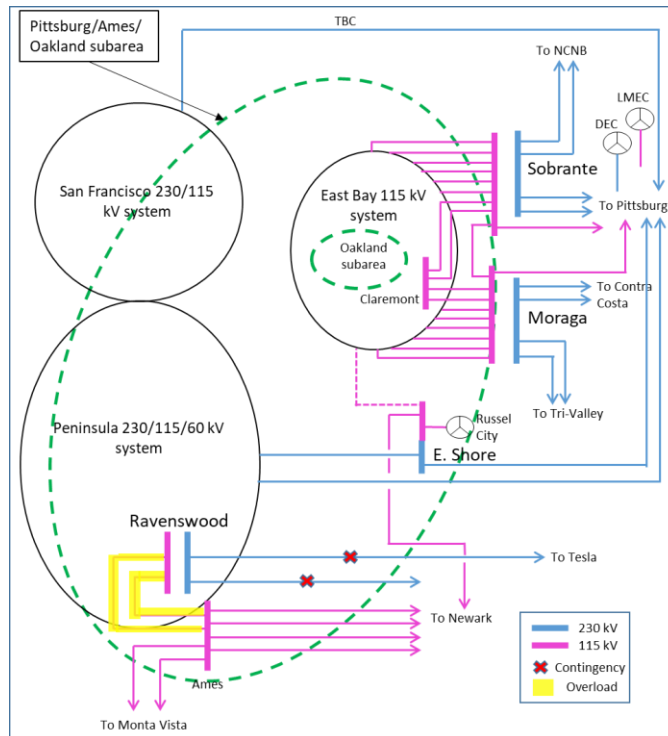 Pittsburg/Ames/
Oakland subarea
TBC
To NCNB
LMEC
DEC
San Francisco 230/115
kV system
East Bay 115 kV
system
Sobrante
To Pittsburg
Oakland
subarea
Claremont
To Contra
Costa
Moraga
To Tri-Valley
Peninsula 230/115/60 kV
system
Russel
City
E. Shore
Ravenswood
To Tesla
To Newark
Ames
To Monta Vista
230 kV
115 kV
Contingency
Overload